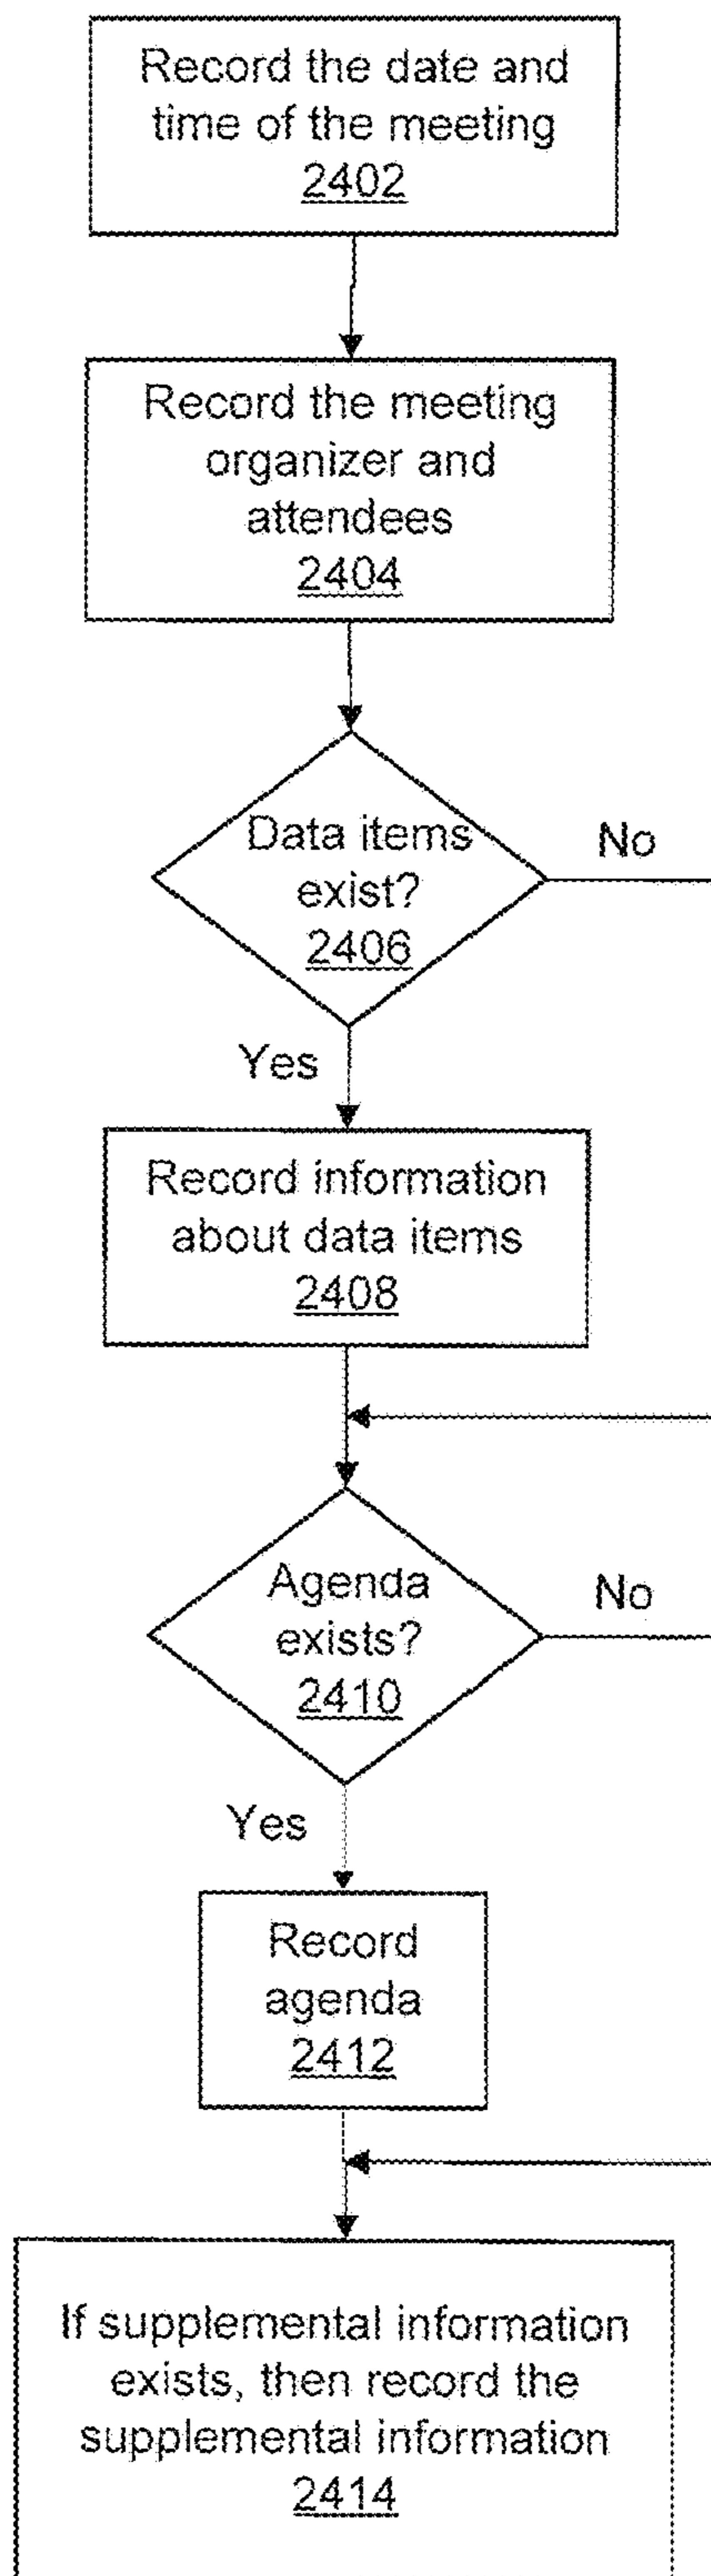 Record the date and
time of the meeting
2402
Record the meeting
organizer and
attendees
2404
Data items
exist?
2406
No
Yes
Record information
about data items
2408
Agenda
exists?
2410
No
Yes
Record
agenda
2412
If supplemental information
exists, then record the
supplemental information
2414